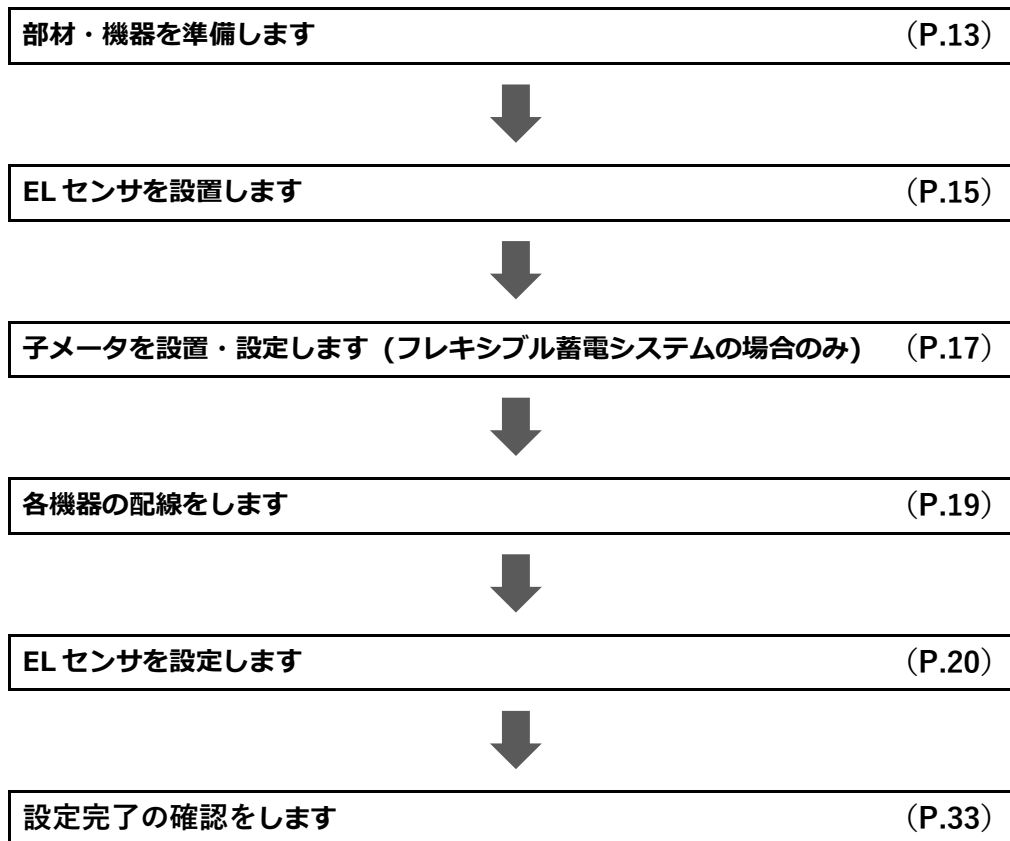 部材・機器を準備します （P.13）
EL センサを設置します （P.15）
子メータを設置・設定します (フレキシブル蓄電システムの場合のみ) （P.17）
各機器の配線をします （P.19）
EL センサを設定します （P.20）
設定完了の確認をします （P.33）